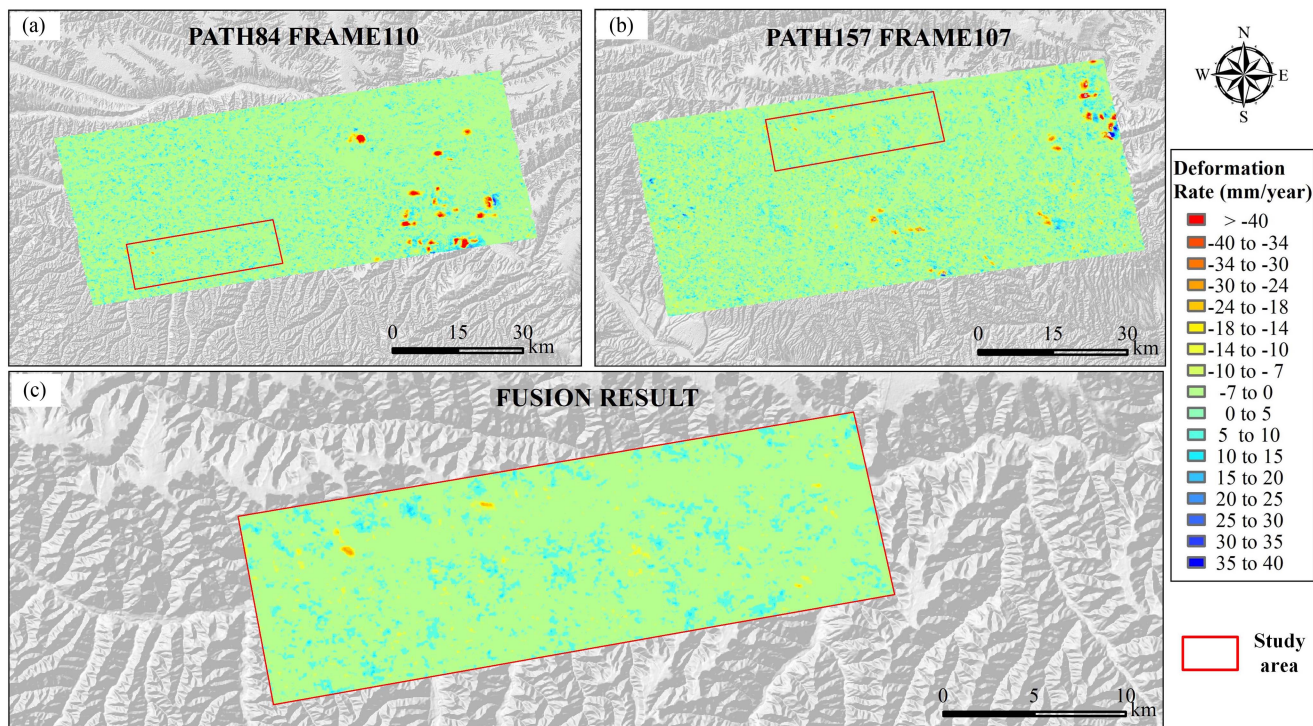 (a)
PATH84 FRAME110
0 15 30
km
(b)
PATH157 FRAME107
0 15 30
km
N
W E
S
Deformation
Rate (mm/year)
> -40
-40 to -34
-34 to -30
-30 to -24
-24 to -18
-18 to -14
-14 to -10
-10 to - 7
-7 to 0
0 to 5
5 to 10
10 to 15
15 to 20
20 to 25
25 to 30
30 to 35
35 to 40
Study
area
(c)
FUSION RESULT
0 5 10
km